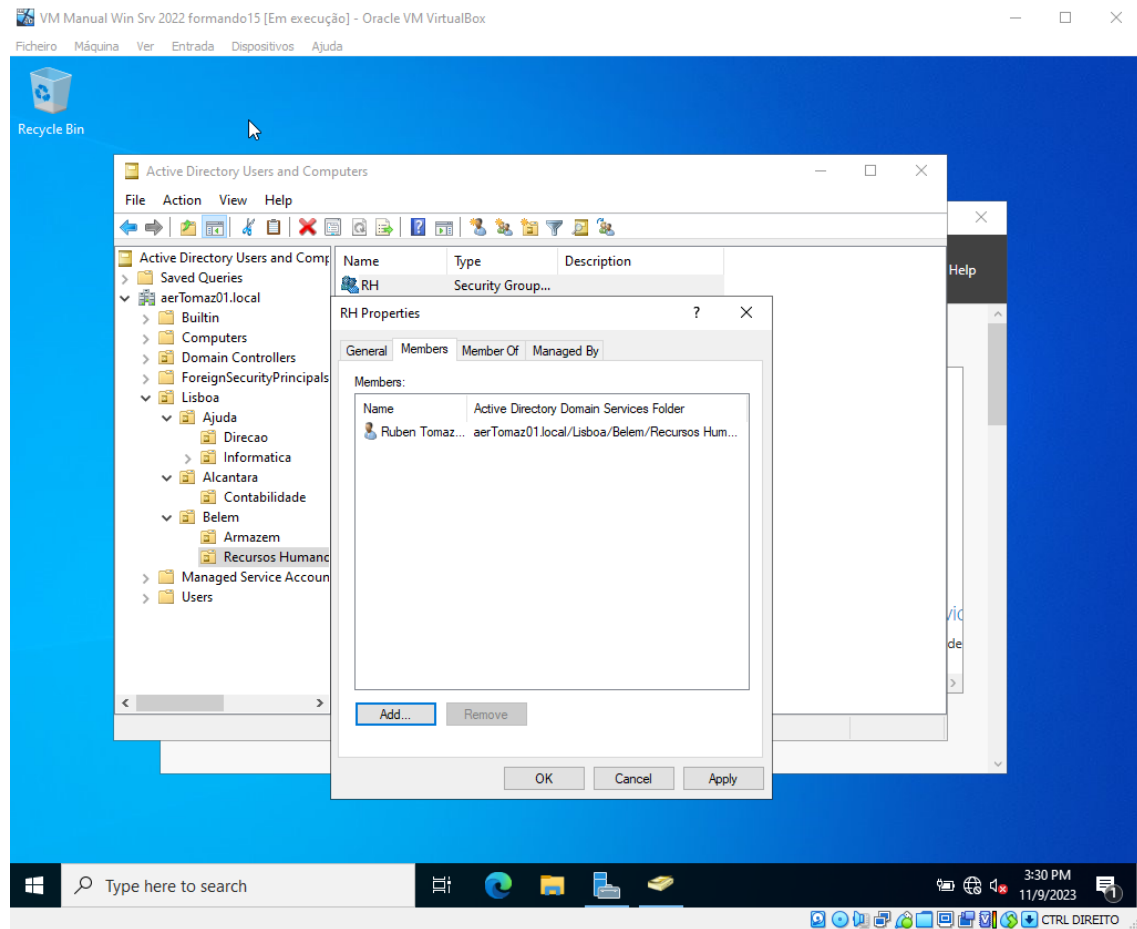 VM Manual Win Srv 2022 formando15 [Em execução] - Oracle VM VirtualBox
Ficheiro Máquina Ver Entrada Dispositivos Ajuda
Recycle Bin
Active Directory Users and Computers
File Action View Help
Active Directory Users and Comp
Name Type Description
Help
Saved Queries
RH Security Group...
aerTomaz01.local
Builtin
RH Properties ?
Computers
Domain Controllers
General Members Member Of Managed By
ForeignSecurityPrincipals
Members:
Lisboa
Name Active Directory Domain Services Folder
Ajuda
Ruben Tomaz... aerTomaz01.local/Lisboa/Belem/Recursos Hum...
Direcao
Informatica
Alcantara
Contabilidade
Belem
Armazem
Recursos Humanc
Managed Service Accoun
Users
vic
de
Add... Remove
OK Cancel Apply
Type here to search
3:30 PM
11/9/2023
1
CTRL DIREITO